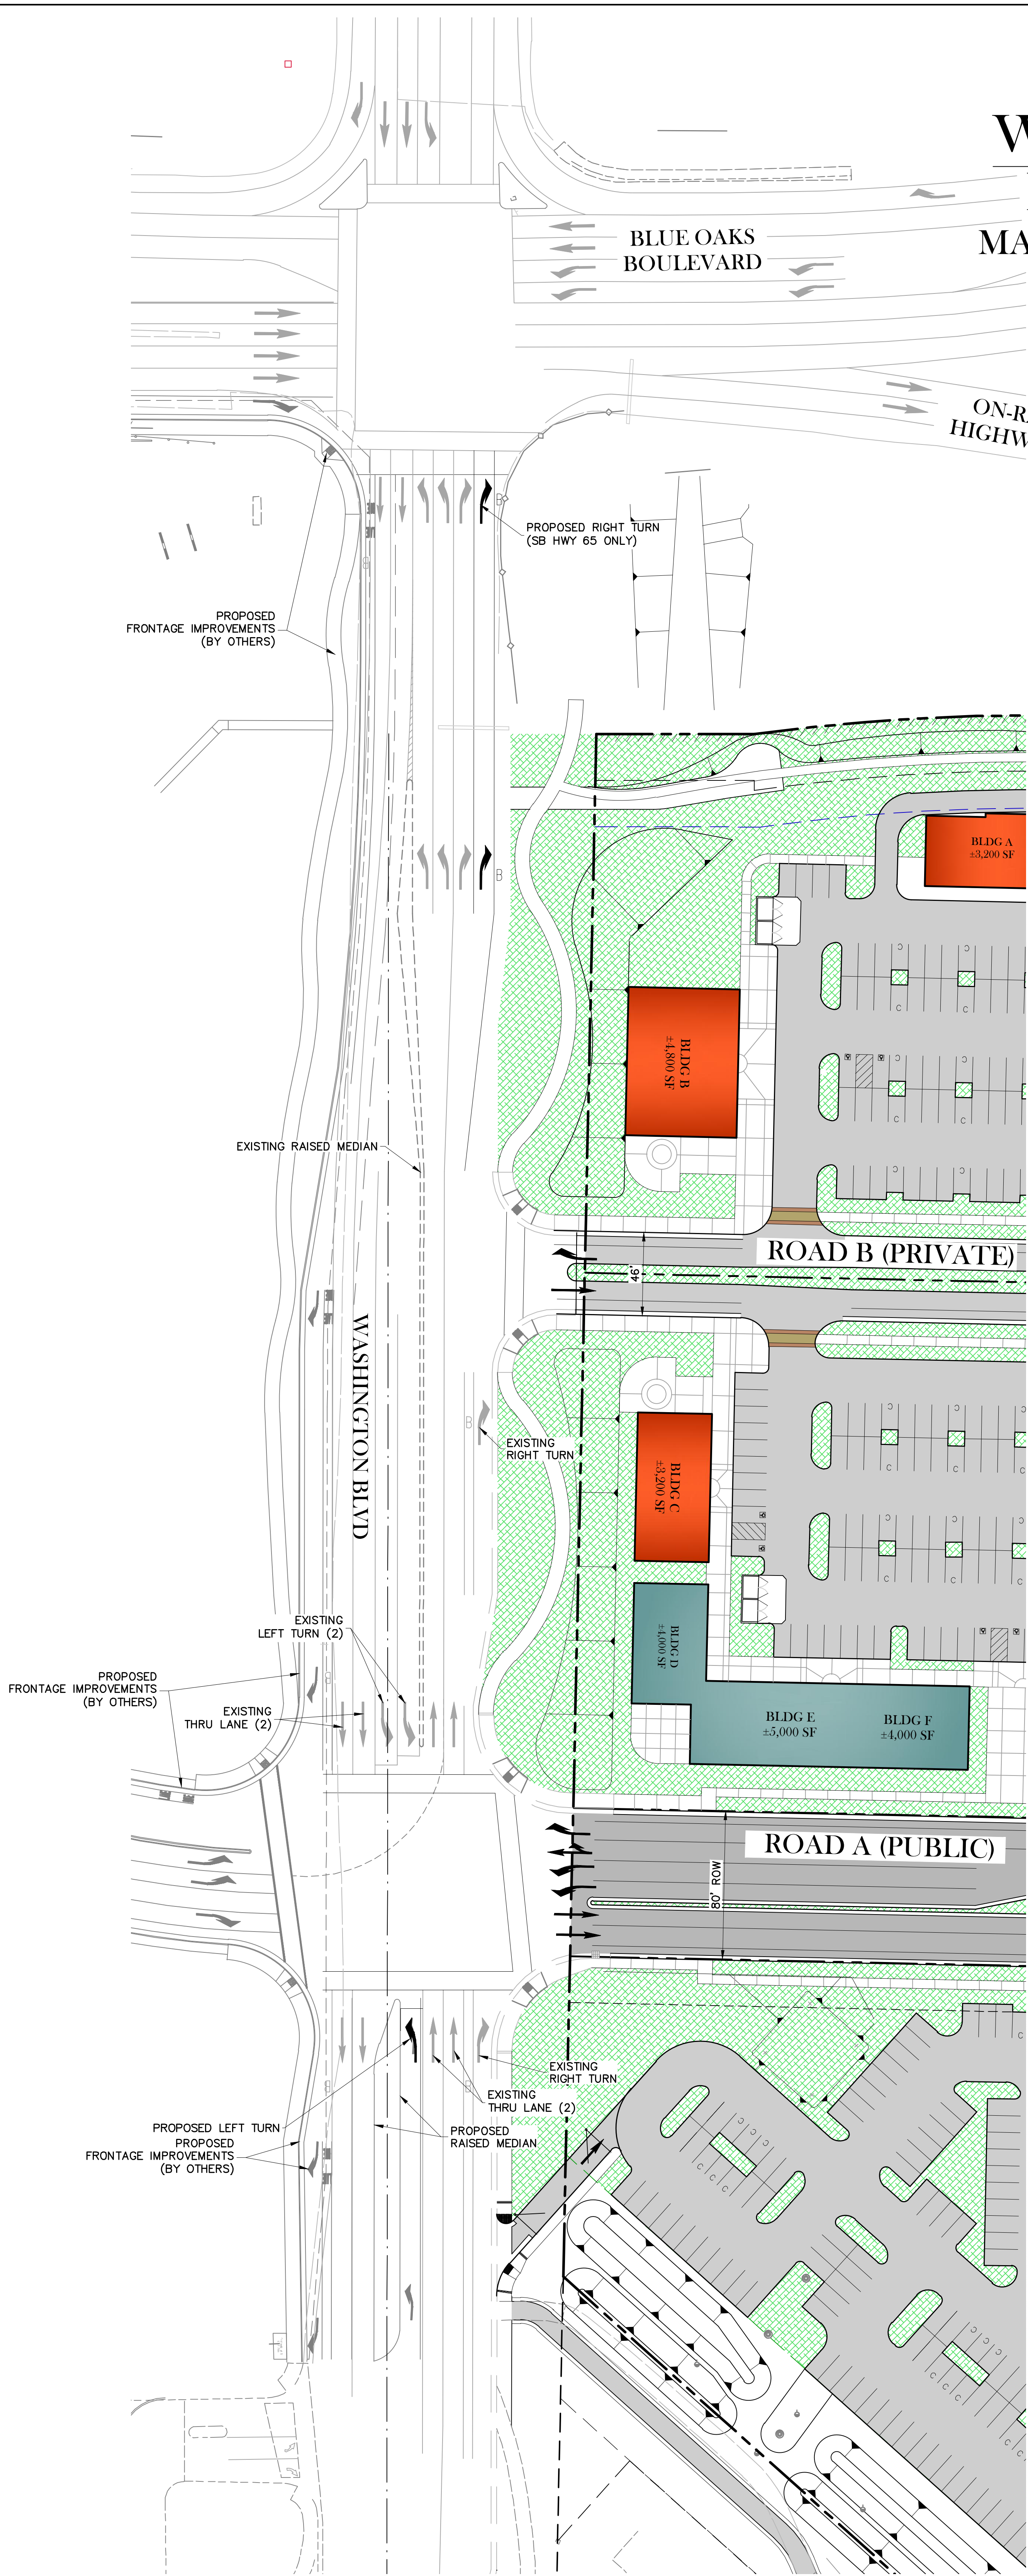 W
BLUE OAKS
BOULEVARD
MA
ON-R
HIGHW
PROPOSED RIGHT TURN
(SB HWY 65 ONLY)
PROPOSED
FRONTAGE IMPROVEMENTS
(BY OTHERS)
BLDG A
±3,200 SF
BLDG B
±4,800 SF
EXISTING RAISED MEDIAN
ROAD B (PRIVATE)
46'
WASHINGTON BLVD
EXISTING
RIGHT TURN
BLDG C
±3,200 SF
EXISTING
LEFT TURN (2)
BLDG D
±4,000 SF
PROPOSED
FRONTAGE IMPROVEMENTS
(BY OTHERS)
EXISTING
THRU LANE (2)
BLDG E
±5,000 SF
BLDG F
±4,000 SF
ROAD A (PUBLIC)
80' ROW
EXISTING
RIGHT TURN
EXISTING
THRU LANE (2)
PROPOSED LEFT TURN
PROPOSED
RAISED MEDIAN
PROPOSED
FRONTAGE IMPROVEMENTS
(BY OTHERS)